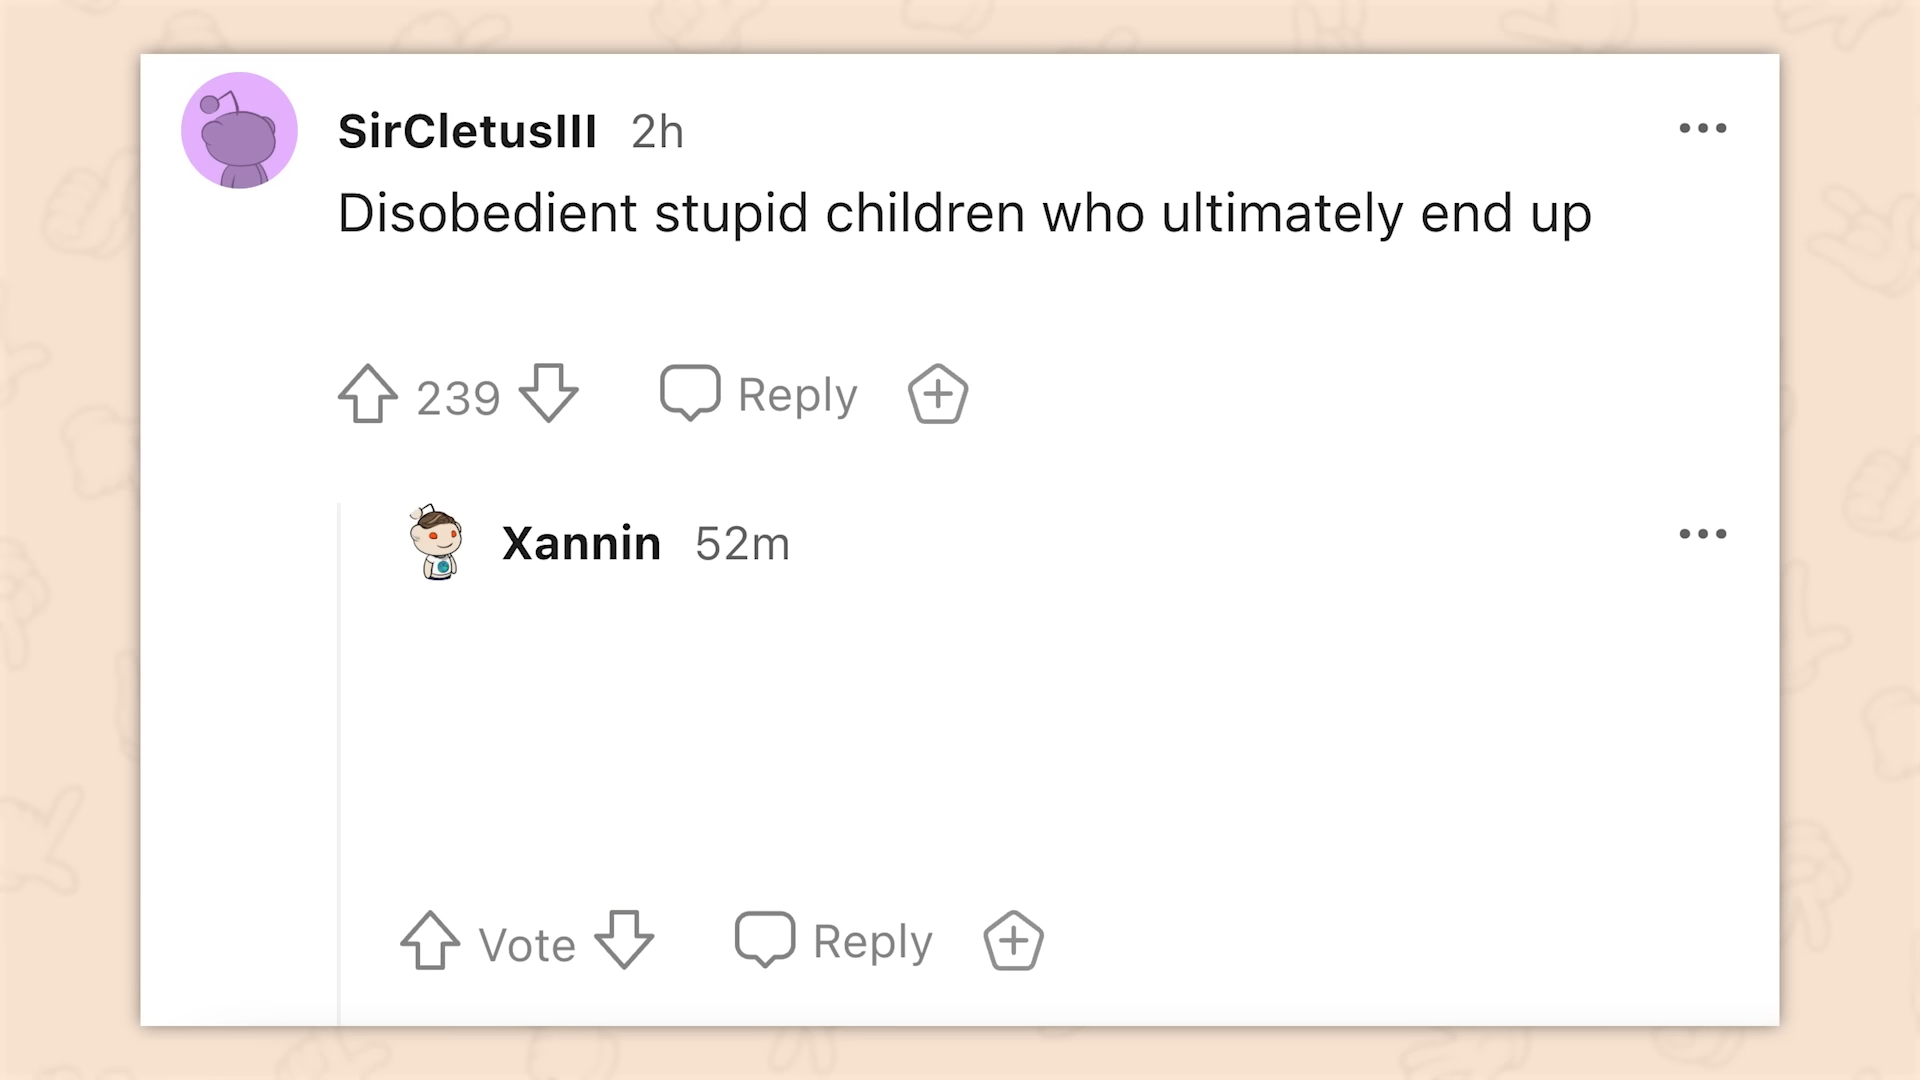 SirCletusIII 2h
Disobedient stupid children who ultimately end up
239 Reply
Xannin 52m
Vote Reply